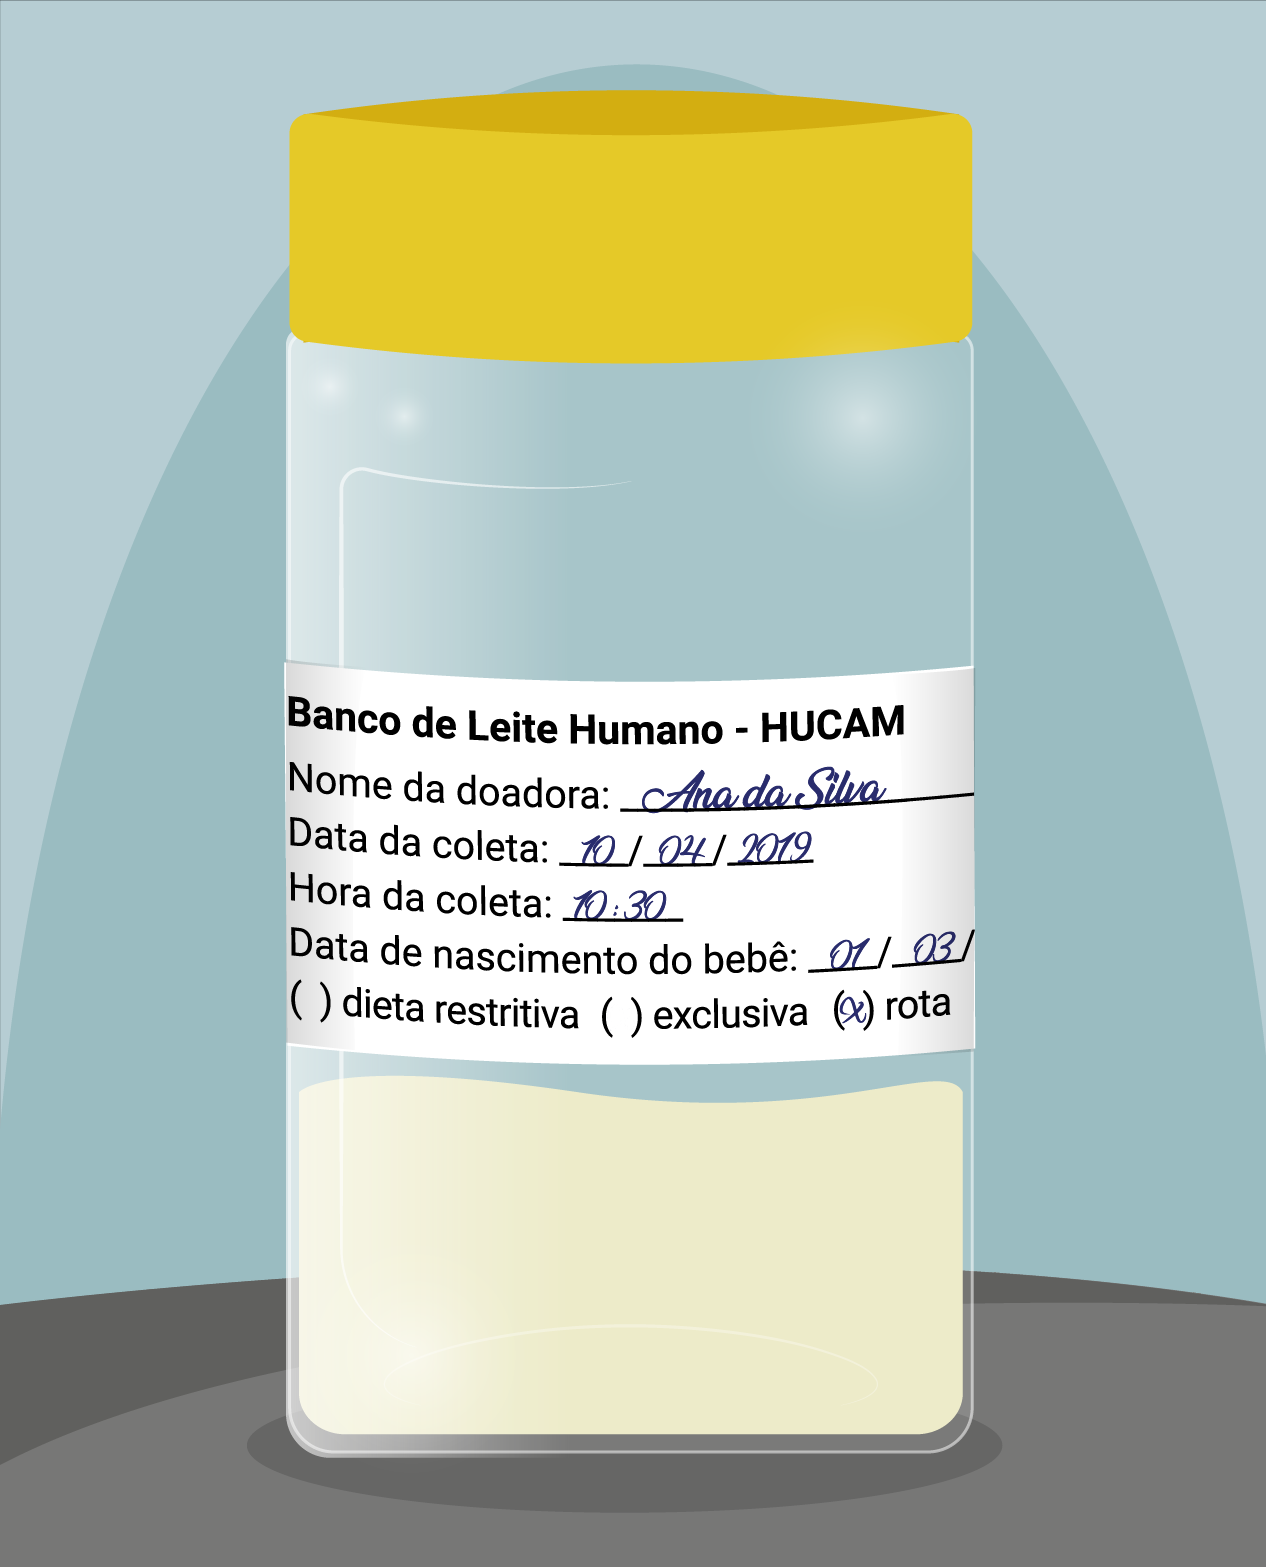 Banco de Leite Humano - HUCAM
Nome da doadora: Ana da Silva
Data da coleta: 10 / 04 / 2019
Hora da coleta: 10:30
Data de nascimento do bebê: 01 / 03 /
( ) dieta restritiva ( ) exclusiva (x) rota